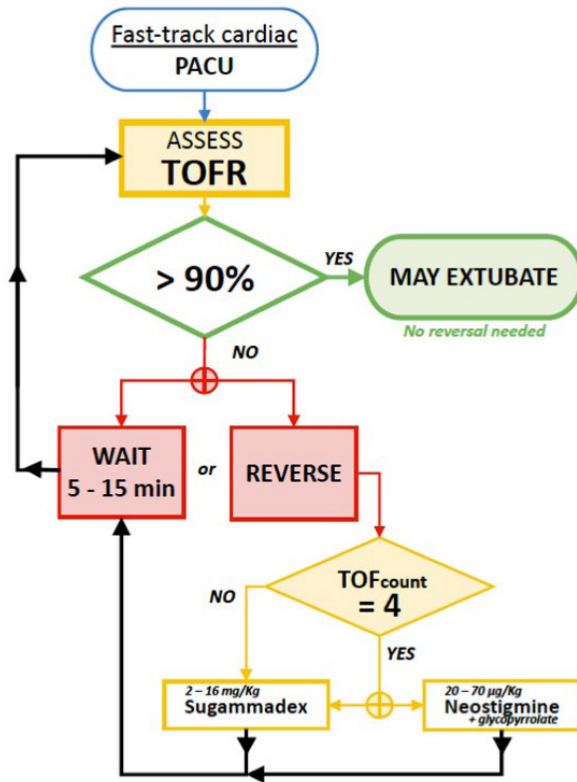 Fast-track cardiac
PACU
ASSESS
TOFR
> 90%
YES
MAY EXTUBATE
No reversal needed
NO
WAIT
5 - 15 min
or
REVERSE
TOFcount
= 4
NO
YES
2 – 16 mg/Kg
Sugammadex
20 – 70 µg/Kg
Neostigmine
+ glycopyrrolate